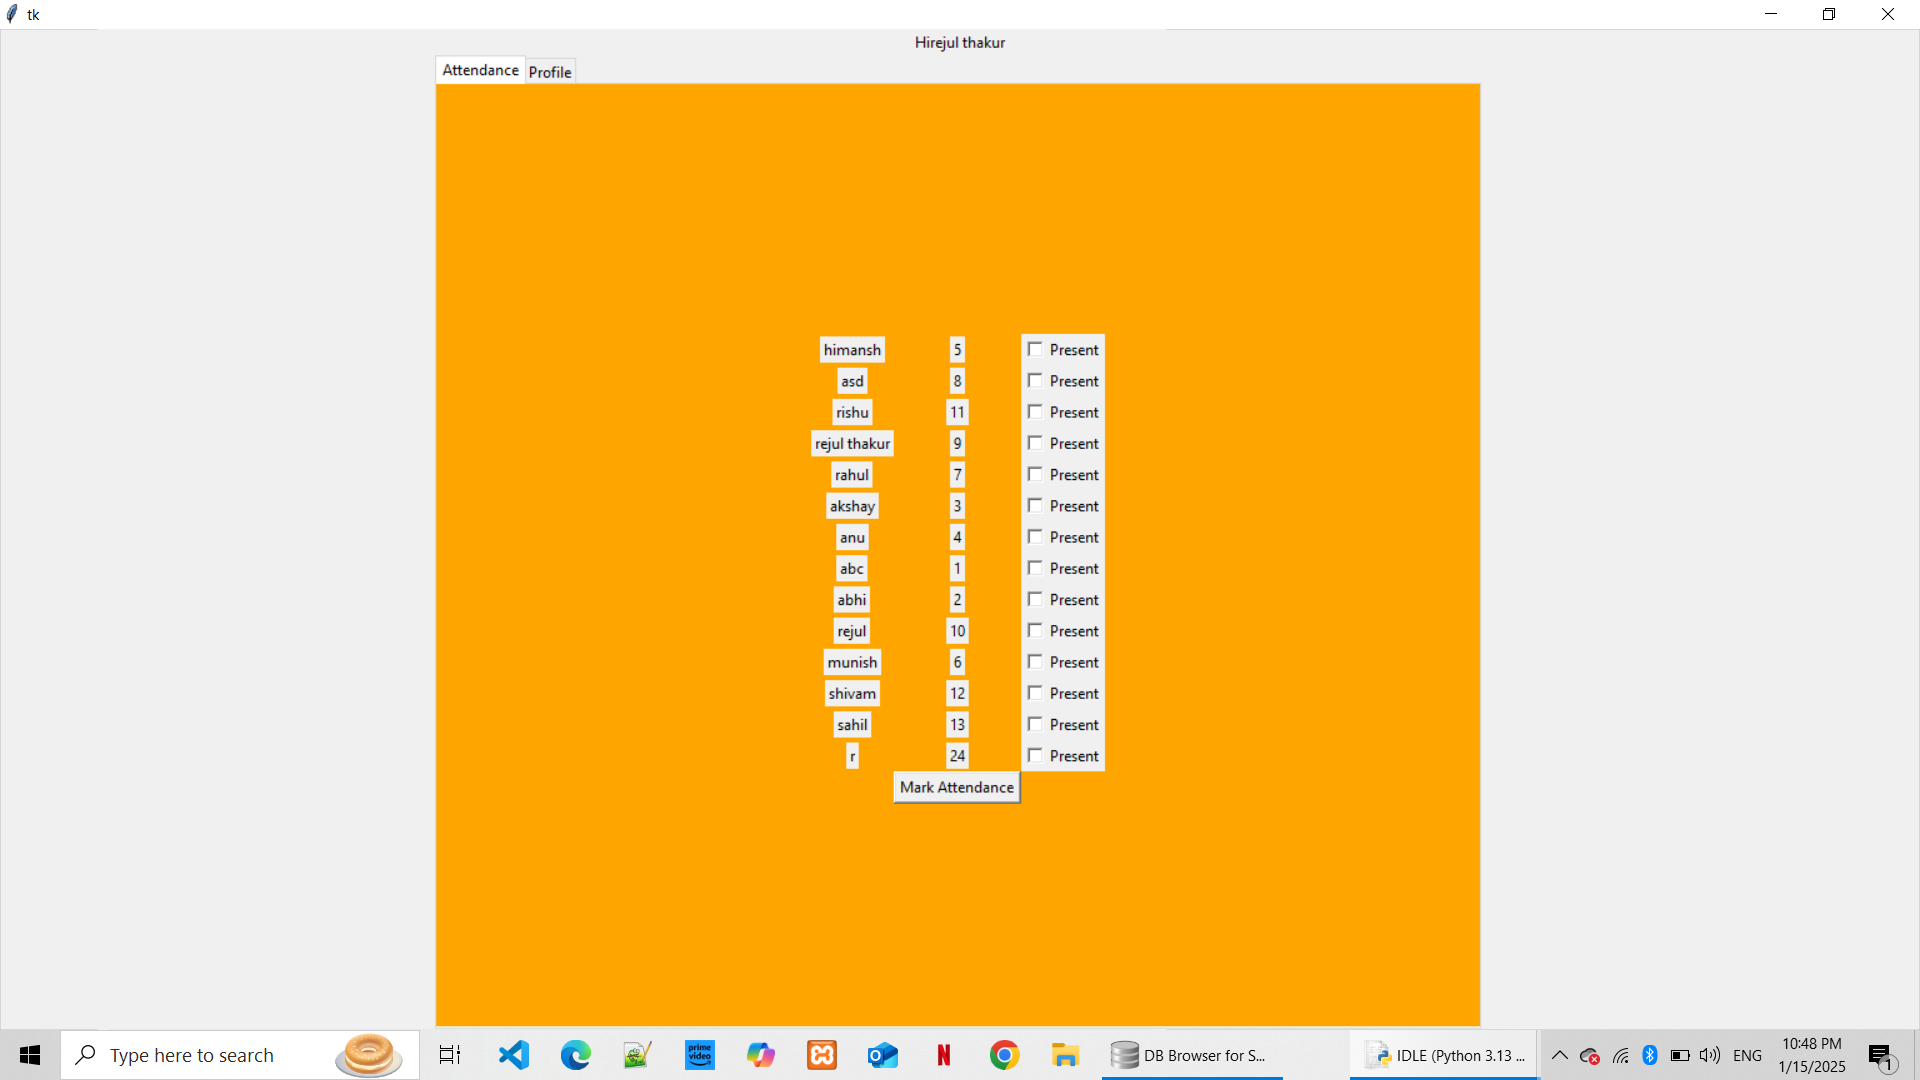 tk
Hirejul thakur
Attendance Profile
himansh 5 Present
asd 8 Present
rishu 11 Present
rejul thakur 9 Present
rahul 7 Present
akshay 3 Present
anu 4 Present
abc 1 Present
abhi 2 Present
rejul 10 Present
munish 6 Present
shivam 12 Present
sahil 13 Present
r 24 Present
Mark Attendance
Type here to search
prime
video
N
DB Browser for S...
IDLE (Python 3.13 ...
ENG
10:48 PM
1/15/2025
1